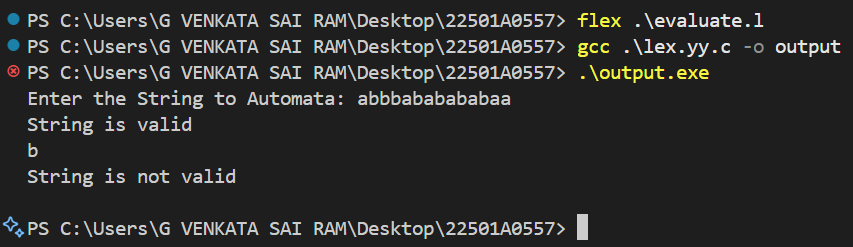 PS C:\Users\G VENKATA SAI RAM\Desktop\22501A0557> flex .\evaluate.l
PS C:\Users\G VENKATA SAI RAM\Desktop\22501A0557> gcc .\lex.yy.c -o output
PS C:\Users\G VENKATA SAI RAM\Desktop\22501A0557> .\output.exe
Enter the String to Automata: abbbababababaa
String is valid
b
String is not valid
PS C:\Users\G VENKATA SAI RAM\Desktop\22501A0557>